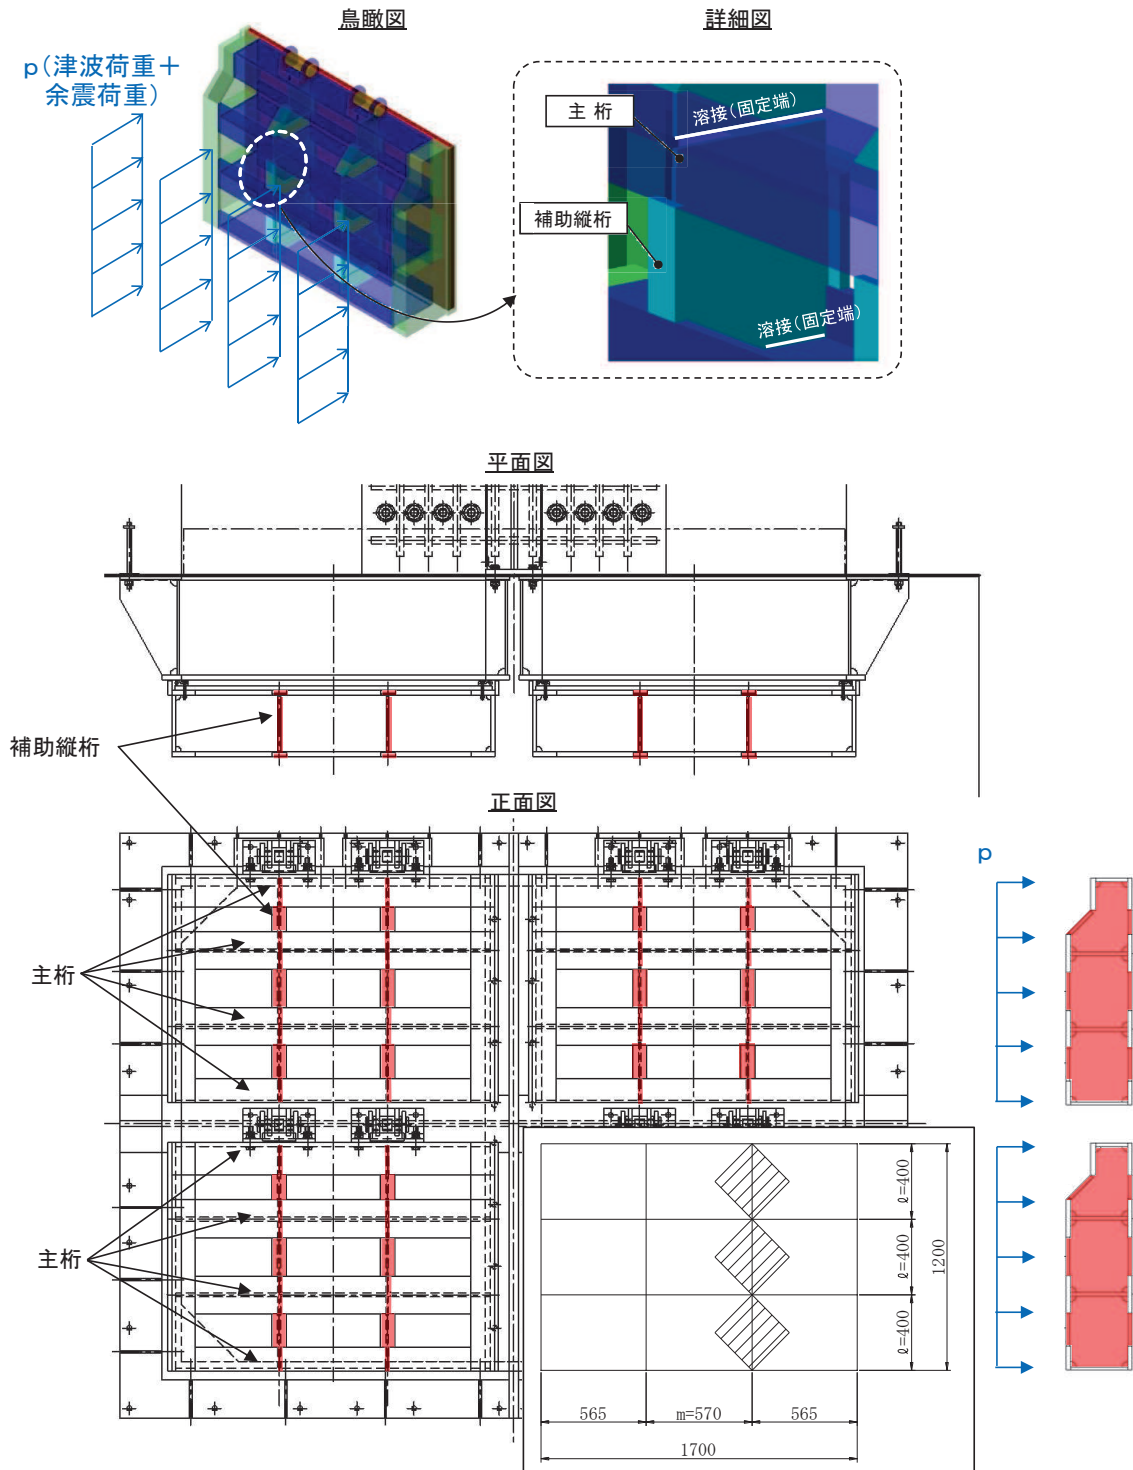 鳥瞰図
詳細図
p(津波荷重＋
余震荷重)
主 桁
溶接(固定端)
補助縦桁
溶接(固定端)
平面図
補助縦桁
正面図
p
主桁
主桁
ℓ=400
ℓ=400
ℓ=400
1200
565
m=570
565
1700